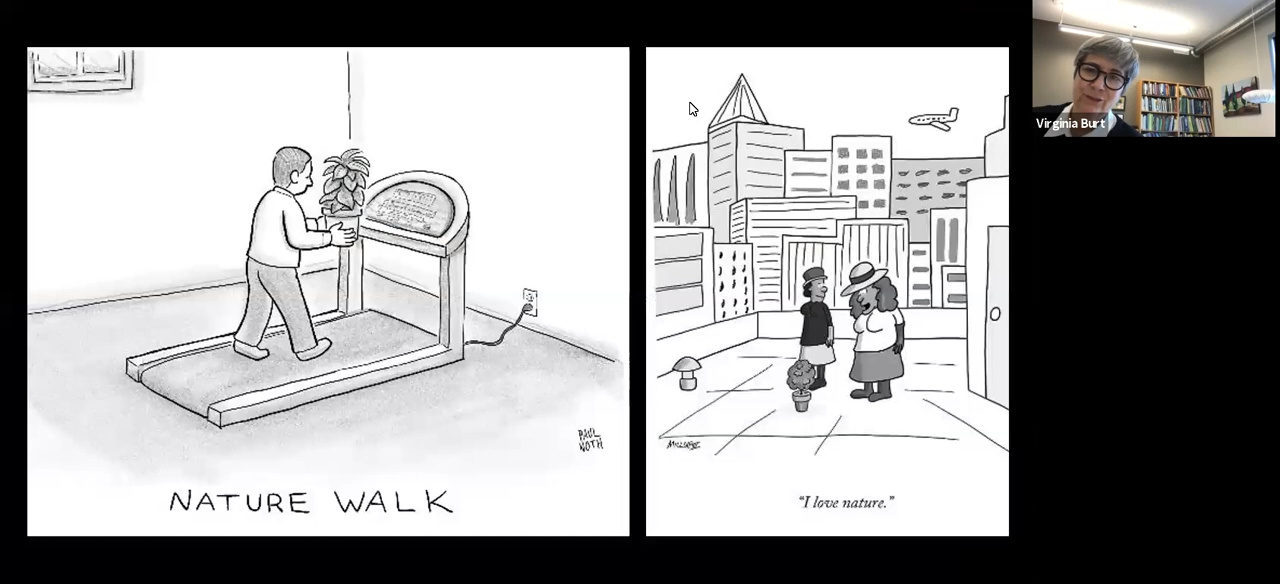 Virginia Burt
PAUL
NOTH
NATURE WALK
“I love nature.”